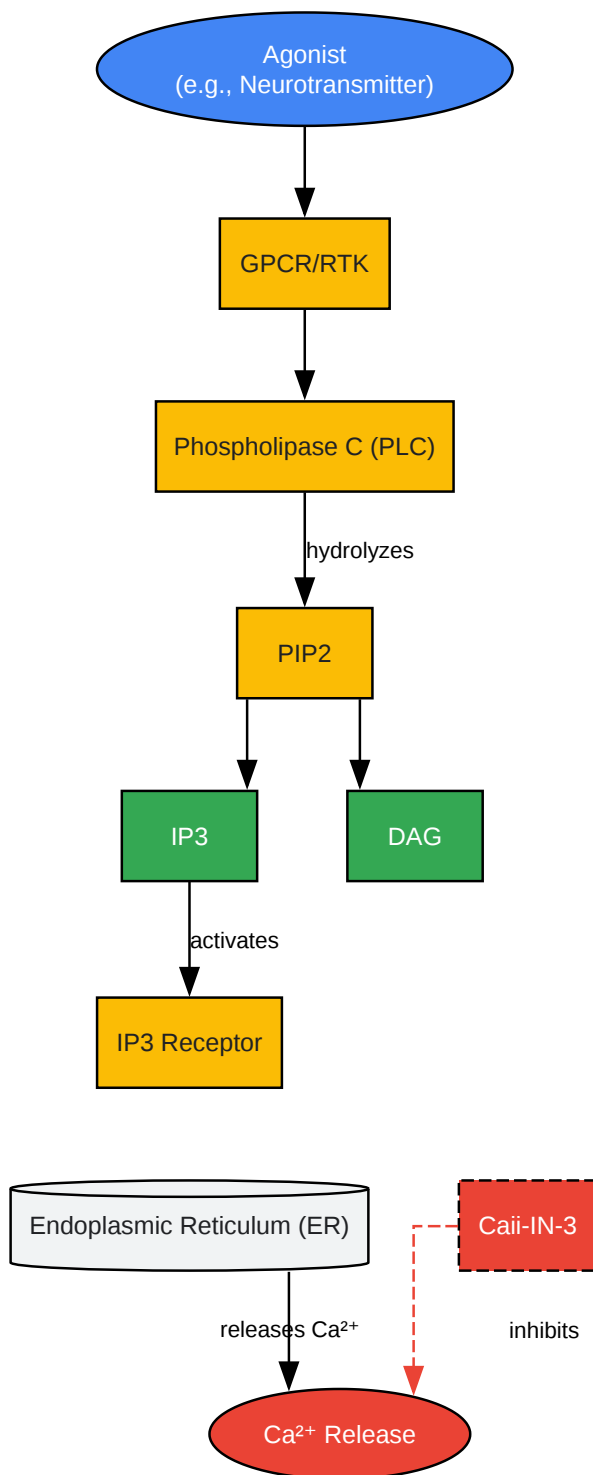 Agonist
(e.g., Neurotransmitter)
GPCR/RTK
Phospholipase C (PLC)
hydrolyzes
PIP2
IP3
DAG
activates
IP3 Receptor
Endoplasmic Reticulum (ER)
Caii-IN-3
releases Ca²⁺
inhibits
Ca²⁺ Release